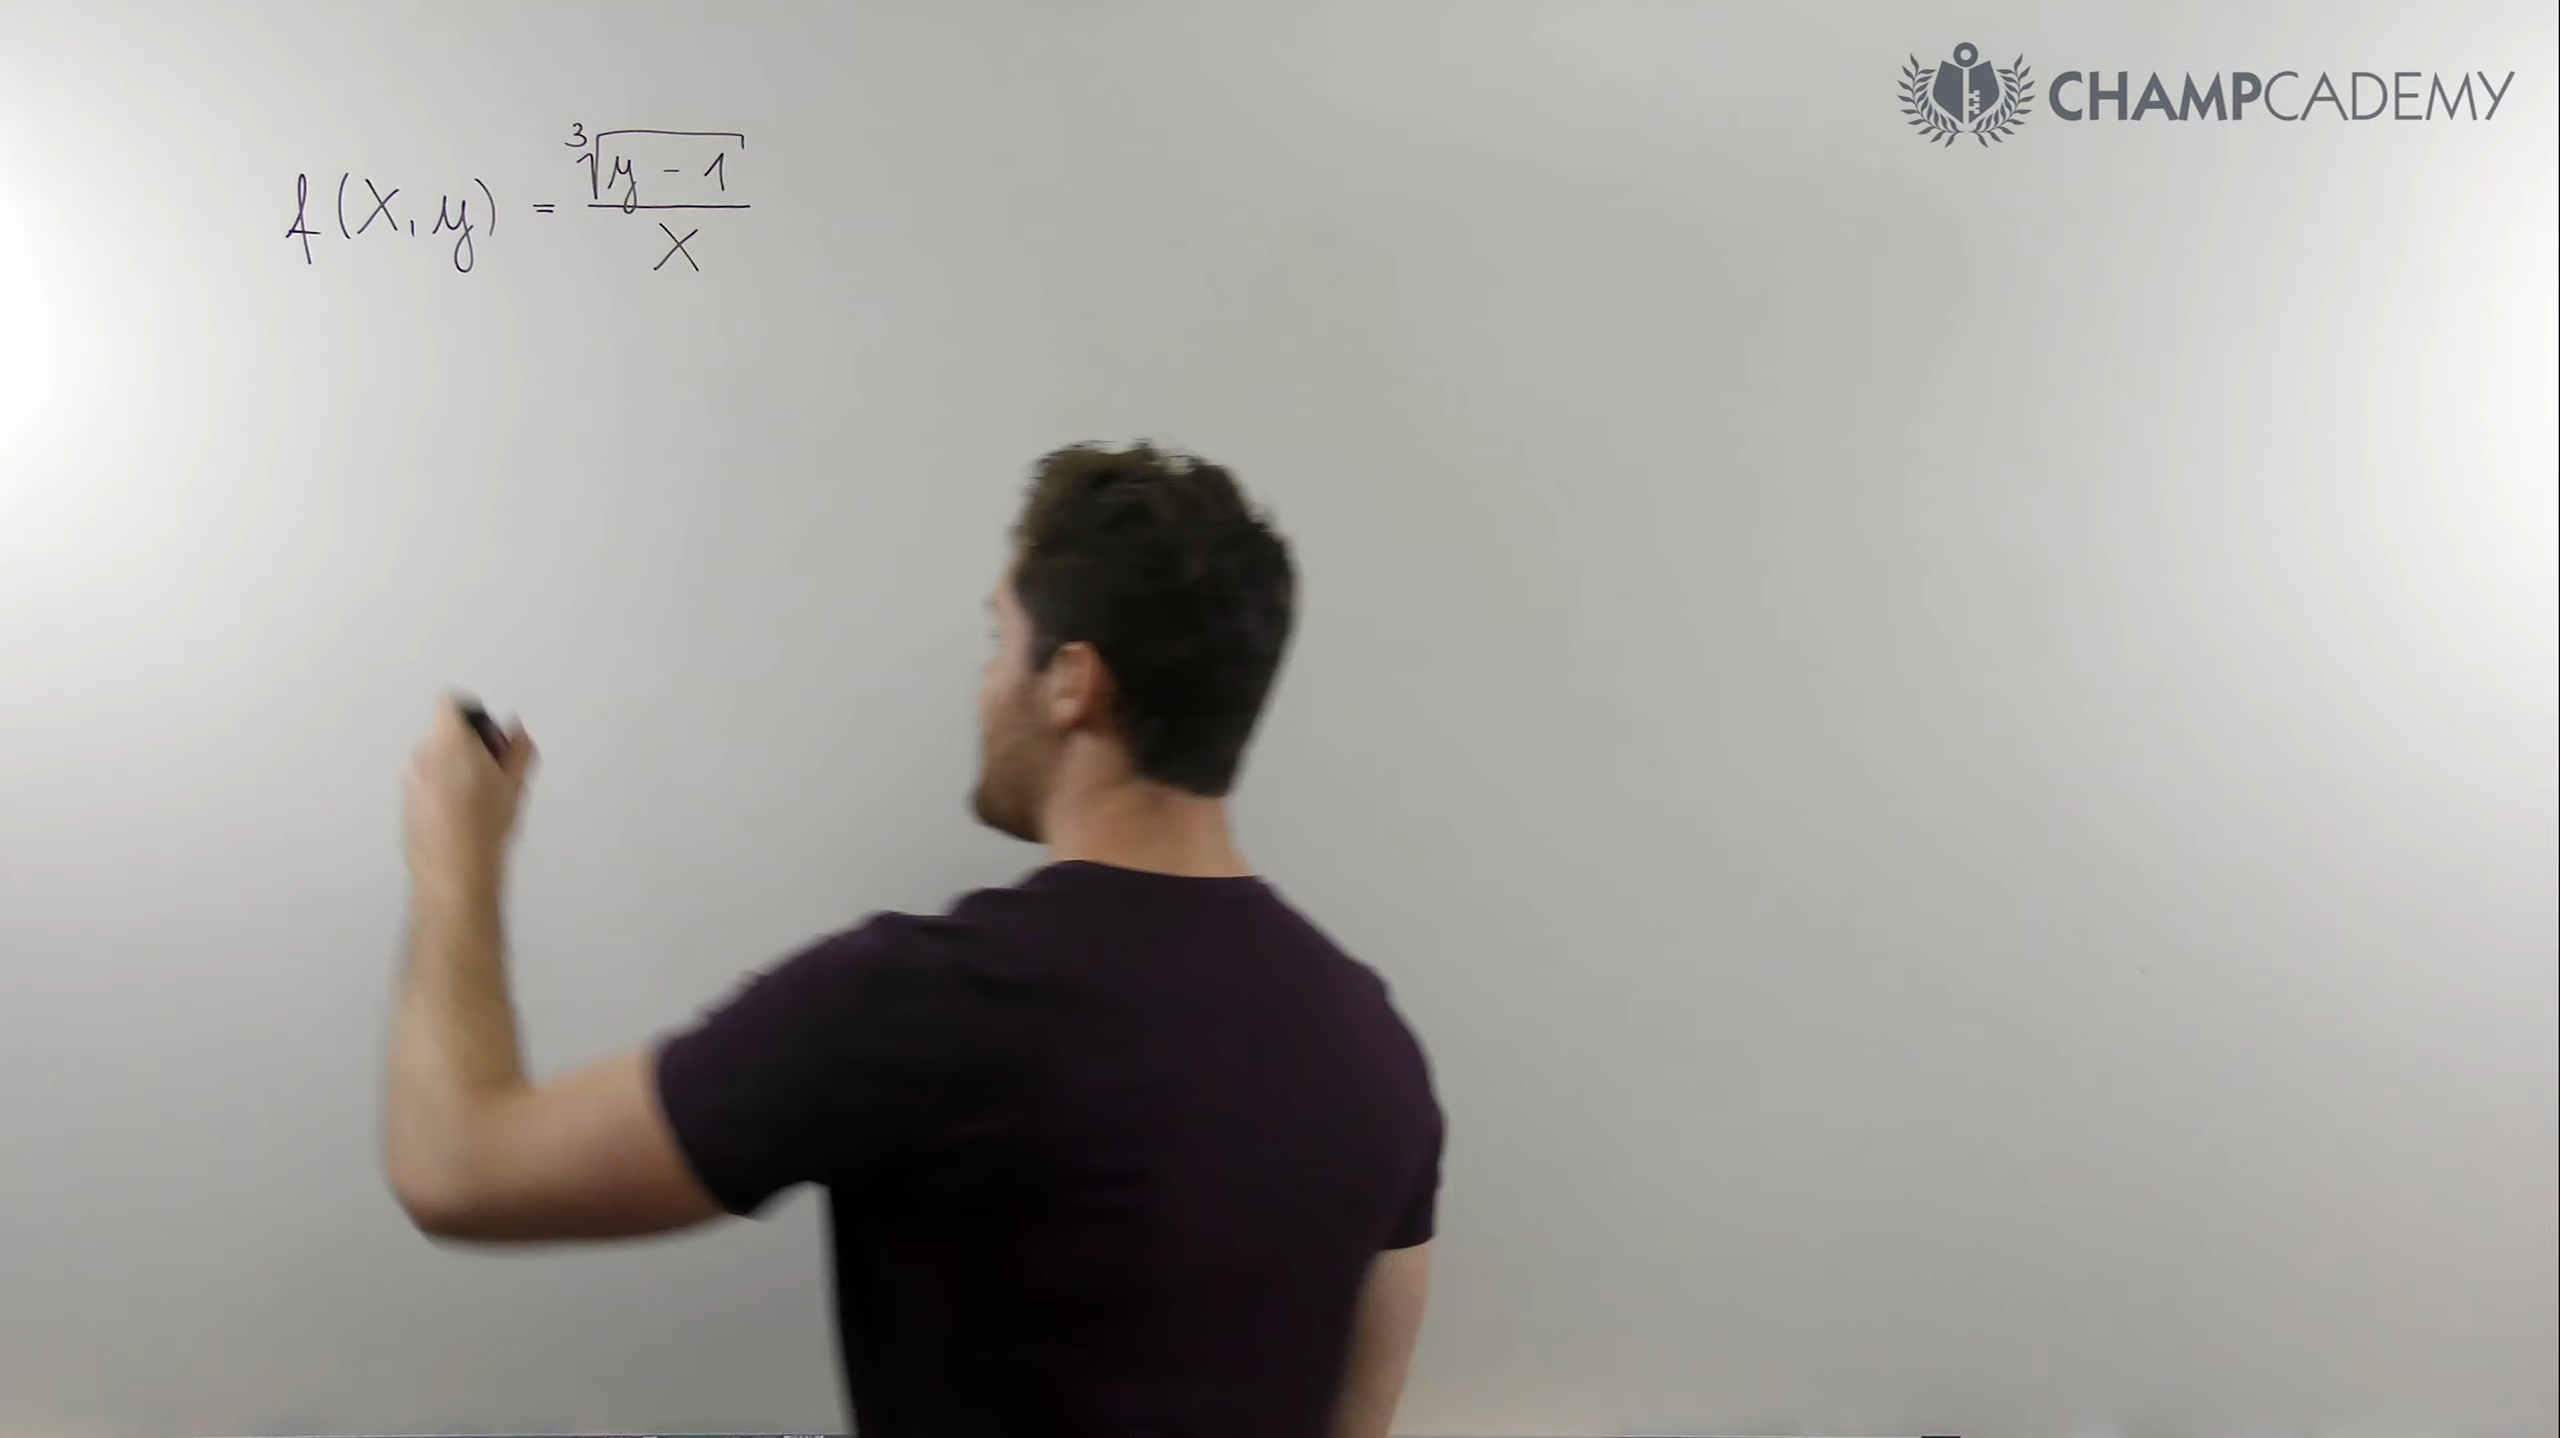 CHAMPCADEMY
f(x,y) = ∛(y - 1) / x